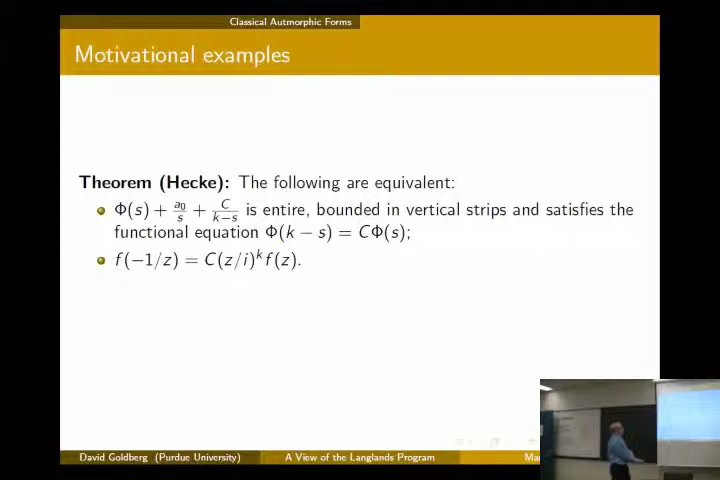 Classical Autmorphic Forms
Motivational examples
Theorem (Hecke): The following are equivalent:
Φ(s) + a₀/s + C/(k−s) is entire, bounded in vertical strips and satisfies the
functional equation Φ(k − s) = CΦ(s);
f(−1/z) = C(z/i)^k f(z).
David Goldberg (Purdue University)
A View of the Langlands Program